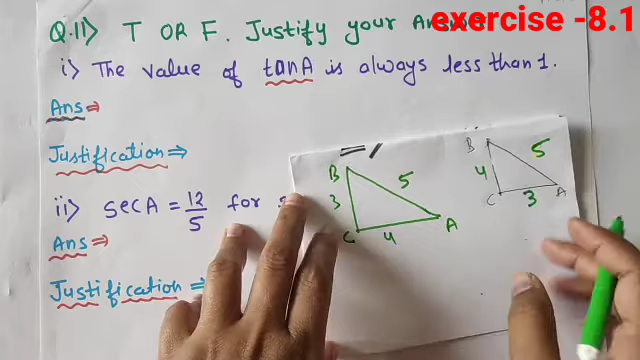 exercise -8.1
Q.11> T OR F. Justify your Answer
i> The value of tanA is always less than 1.
Ans⇒
Justification⇒
ii> secA = 12/5 for
Ans⇒
Justification⇒
B 5
3
C 4 A
B 5
4
C 3 A